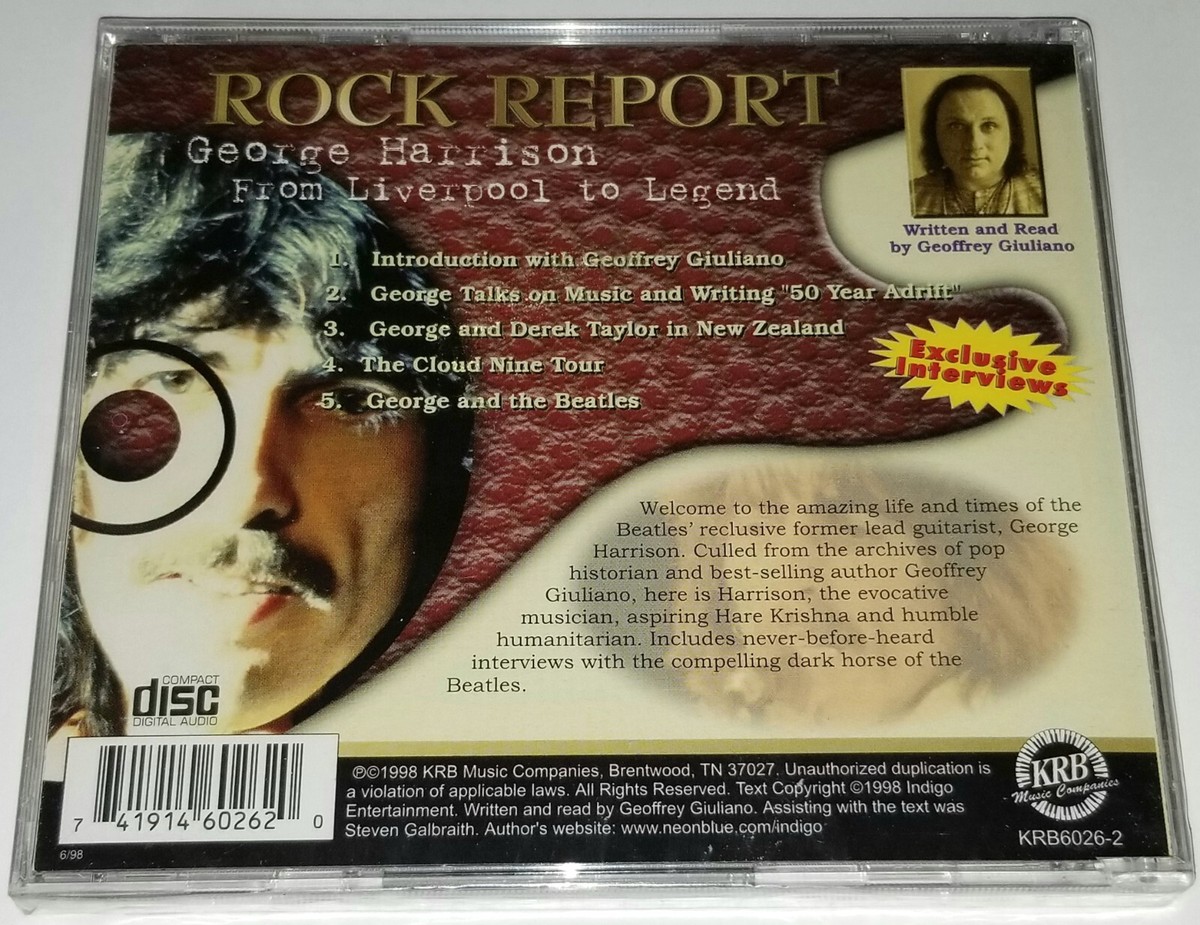 ROCK REPORT
George Harrison
From Liverpool to Legend
Written and Read
by Geoffrey Giuliano
1. Introduction with Geoffrey Giuliano
2. George Talks on Music and Writing "50 Year Adrift"
3. George and Derek Taylor in New Zealand
4. The Cloud Nine Tour
5. George and the Beatles
Exclusive
Interviews
Welcome to the amazing life and times of the
Beatles' reclusive former lead guitarist, George
Harrison. Culled from the archives of pop
historian and best-selling author Geoffrey
Giuliano, here is Harrison, the evocative
musician, aspiring Hare Krishna and humble
humanitarian. Includes never-before-heard
interviews with the compelling dark horse of the
Beatles.
COMPACT
disc
DIGITAL AUDIO
7 41914 60262 0
6/98
℗©1998 KRB Music Companies, Brentwood, TN 37027. Unauthorized duplication is
a violation of applicable laws. All Rights Reserved. Text Copyright ©1998 Indigo
Entertainment. Written and read by Geoffrey Giuliano. Assisting with the text was
Steven Galbraith. Author's website: www.neonblue.com/indigo
KRB
Music Companies
KRB6026-2